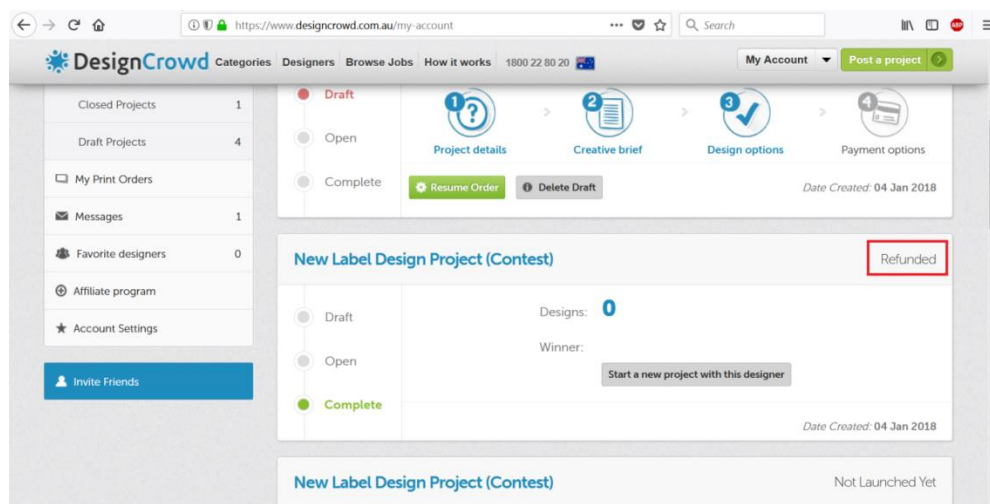 https://www.designcrowd.com.au/my-account
Search
ABP
DesignCrowd Categories Designers Browse Jobs How it works 1800 22 80 20 My Account Post a project
Closed Projects 1
Draft Projects 4
My Print Orders
Messages 1
Favorite designers 0
Affiliate program
Account Settings
Invite Friends
Draft
Open
Complete
1 2 3 4
Project details > Creative brief > Design options > Payment options
Resume Order Delete Draft Date Created: 04 Jan 2018
New Label Design Project (Contest) Refunded
Draft
Open
Complete
Designs: 0
Winner:
Start a new project with this designer
Date Created: 04 Jan 2018
New Label Design Project (Contest) Not Launched Yet